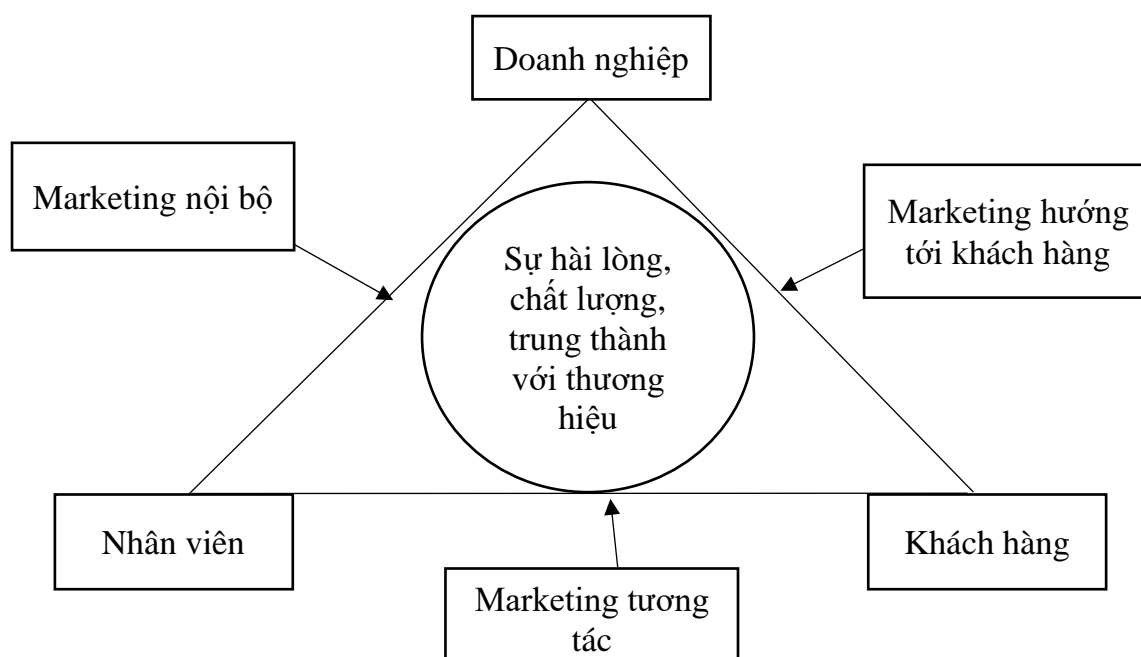 Doanh nghiệp
Marketing nội bộ
Marketing hướng
tới khách hàng
Sự hài lòng,
chất lượng,
trung thành
với thương
hiệu
Nhân viên
Khách hàng
Marketing tương
tác